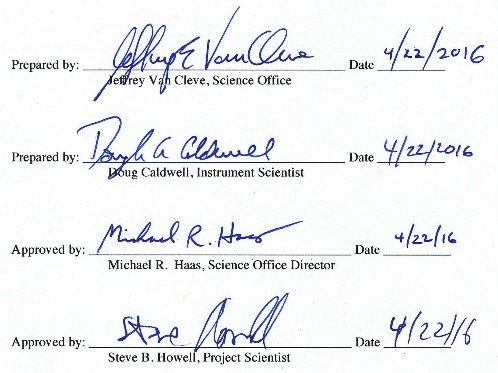 Prepared by: Jeffrey E Van Cleve Date 4/22/2016
Jeffrey Van Cleve, Science Office
Prepared by: Dougls A Caldwell Date 4/22/2016
Doug Caldwell, Instrument Scientist
Approved by: Michael R. Haas Date 4/22/16
Michael R. Haas, Science Office Director
Approved by: Steve Howell Date 4/22/16
Steve B. Howell, Project Scientist